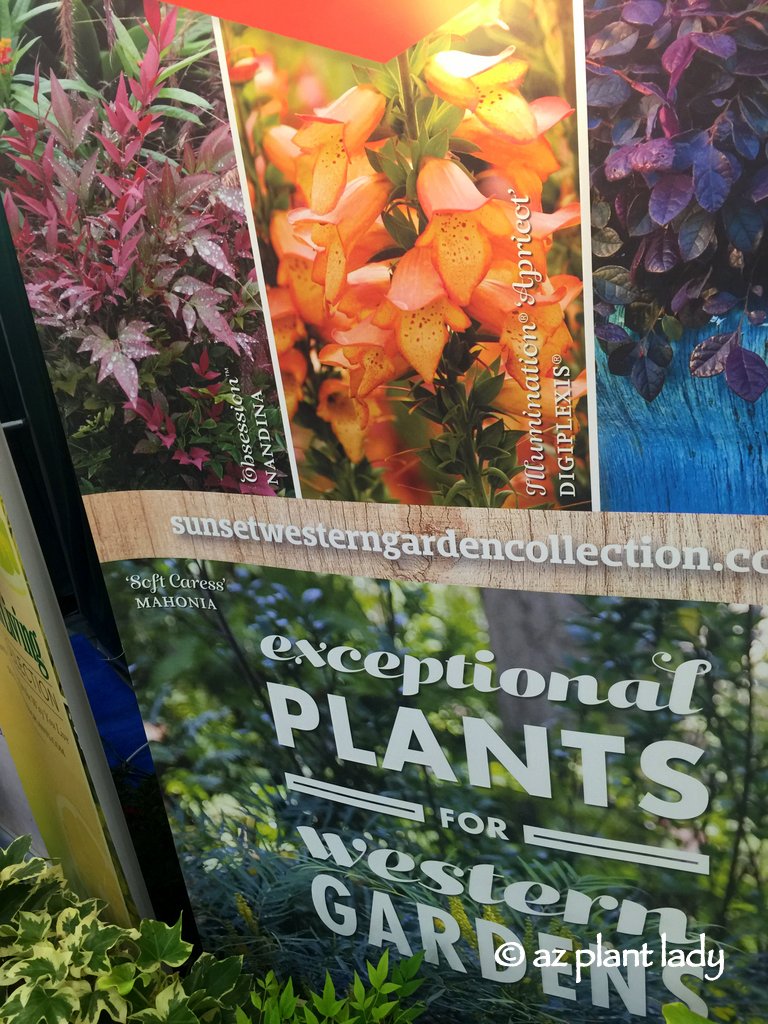 'Obsession™
NANDINA
Illumination® Apricot'
DIGIPLEXIS®
sunsetwesterngardencollection.co
'Soft Caress'
MAHONIA
exceptional
PLANTS
FOR
western
GARDENS
© az plant lady